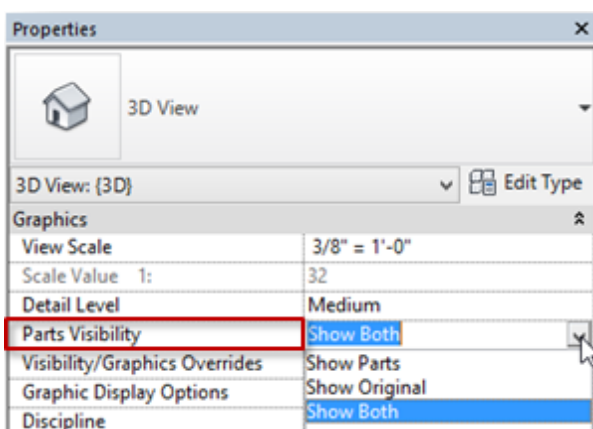 Properties
3D View
3D View: {3D}
Edit Type
Graphics
View Scale 3/8" = 1'-0"
Scale Value 1: 32
Detail Level Medium
Parts Visibility Show Both
Visibility/Graphics Overrides Show Parts
Graphic Display Options Show Original
Discipline Show Both